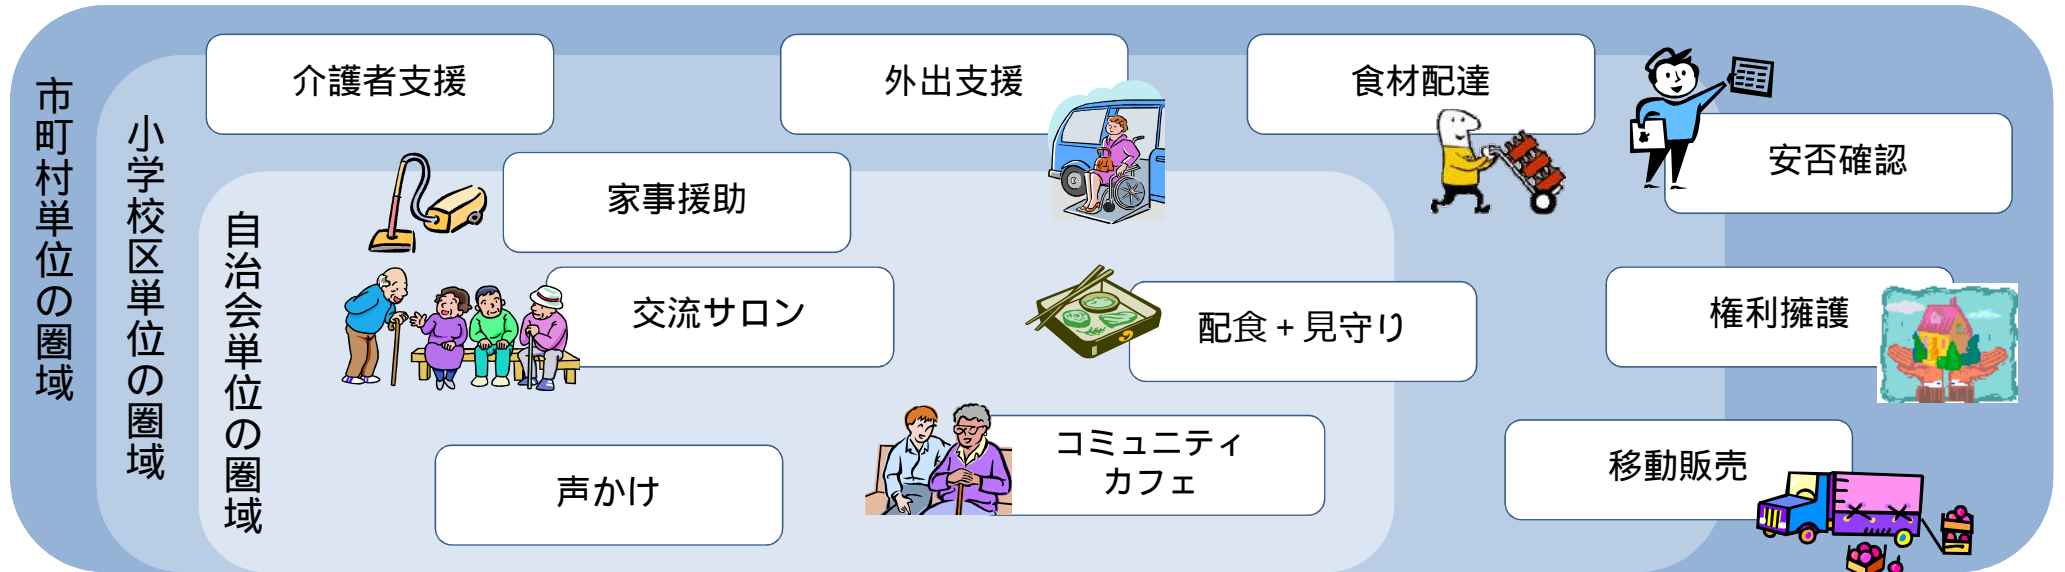 市町村単位の圏域
小学校区単位の圏域
自治会単位の圏域
介護者支援
外出支援
食材配達
安否確認
家事援助
交流サロン
配食+見守り
権利擁護
声かけ
コミュニティ
カフェ
移動販売